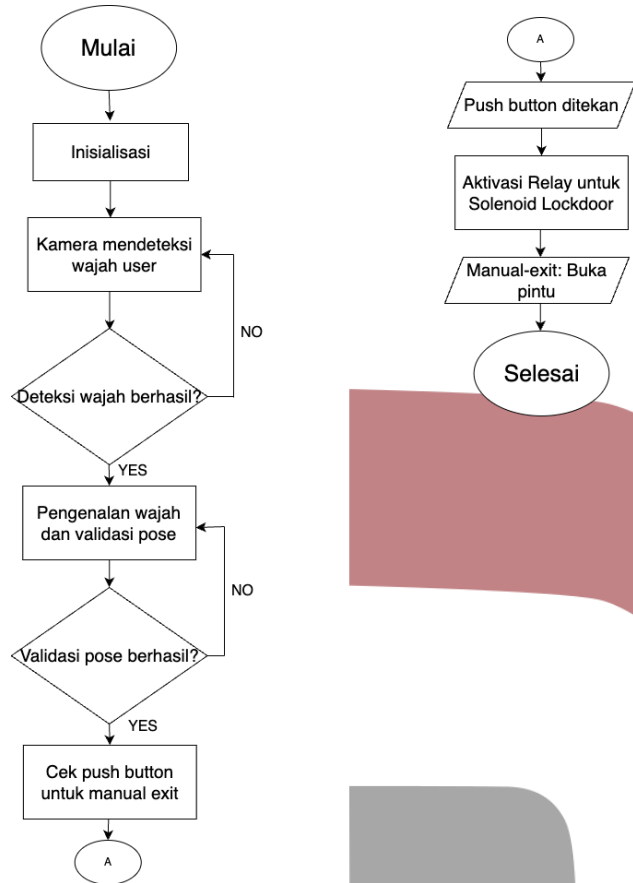 Mulai
Inisialisasi
Kamera mendeteksi
wajah user
NO
Deteksi wajah berhasil?
YES
Pengenalan wajah
dan validasi pose
NO
Validasi pose berhasil?
YES
Cek push button
untuk manual exit
A
A
Push button ditekan
Aktivasi Relay untuk
Solenoid Lockdoor
Manual-exit: Buka
pintu
Selesai